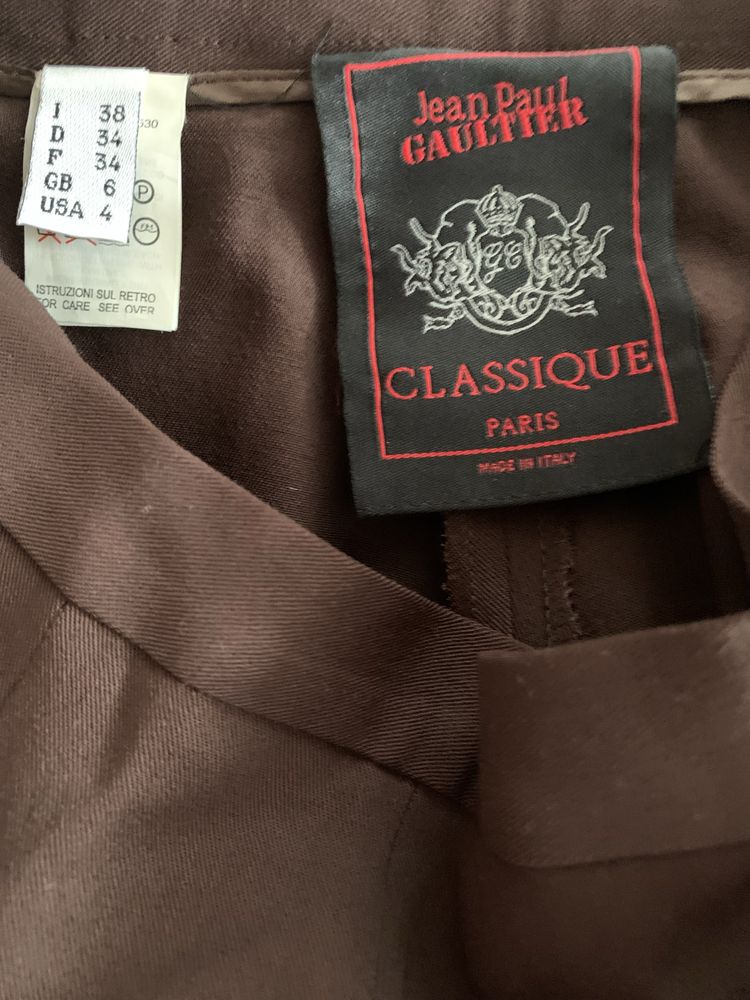 I 38
D 34
F 34
GB 6
USA 4
630
P
ISTRUZIONI SUL RETRO
FOR CARE SEE OVER
Jean Paul
GAULTIER
CLASSIQUE
PARIS
MADE IN ITALY